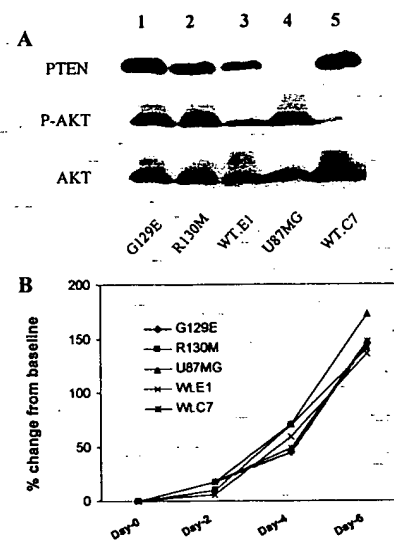 1 2 3 4 5
A
PTEN
P-AKT
AKT
G129E R130M WT.E1 U87MG WT.C7
B
200
150
100
50
0
% change from baseline
G129E
R130M
U87MG
Wt.E1
Wt.C7
Day-0 Day-2 Day-4 Day-6